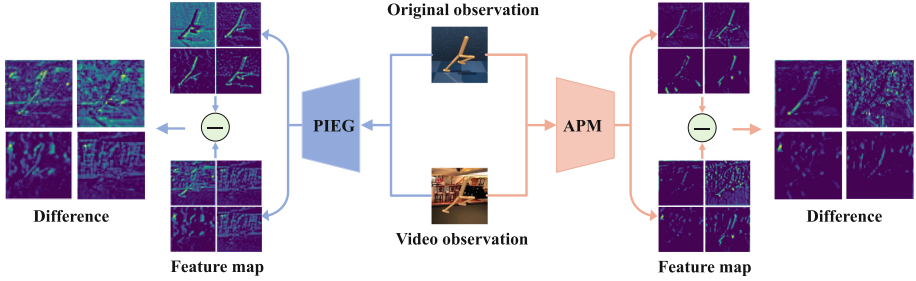 Original observation
PIEG
APM
Difference
Difference
Video observation
Feature map
Feature map